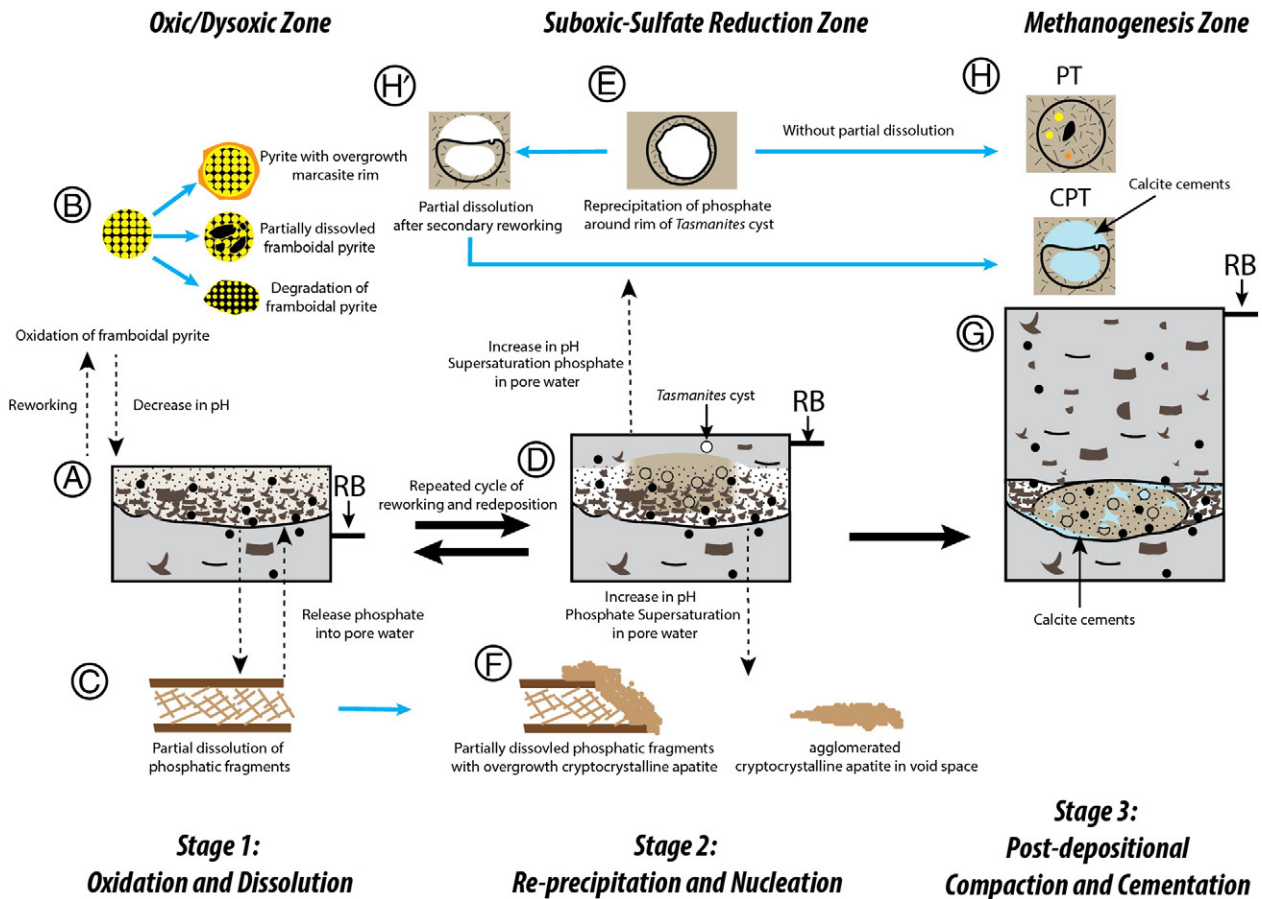 Oxic/Dysoxic Zone
Suboxic-Sulfate Reduction Zone
Methanogenesis Zone
H′
E
H
PT
Without partial dissolution
Pyrite with overgrowth
marcasite rim
B
Partially dissovled
framboidal pyrite
Degradation of
framboidal pyrite
Partial dissolution
after secondary reworking
Reprecipitation of phosphate
around rim of Tasmanites cyst
CPT
Calcite cements
Oxidation of framboidal pyrite
Reworking
Decrease in pH
Increase in pH
Supersaturation phosphate
in pore water
RB
G
Tasmanites cyst
RB
A
RB
Repeated cycle of
reworking and redeposition
D
Release phosphate
into pore water
Increase in pH
Phosphate Supersaturation
in pore water
Calcite cements
C
F
Partial dissolution of
phosphatic fragments
Partially dissovled phosphatic fragments
with overgrowth cryptocrystalline apatite
agglomerated
cryptocrystalline apatite in void space
Stage 1:
Oxidation and Dissolution
Stage 2:
Re-precipitation and Nucleation
Stage 3:
Post-depositional
Compaction and Cementation